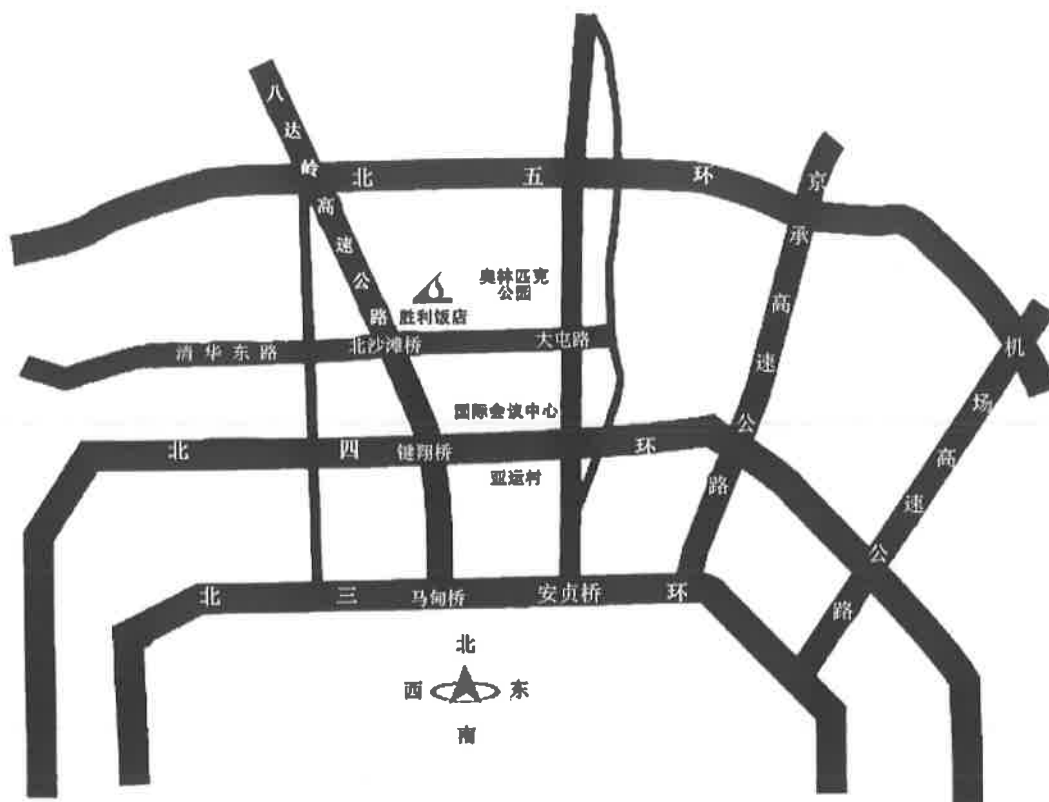 八达岭高速公路
北五环
京承高速公路
奥林匹克
公园
胜利饭店
清华东路
北沙滩桥
大屯路
机场高速公路
国际会议中心
北四环
键翔桥
亚运村
北三环
马甸桥
安贞桥
北
西
东
南